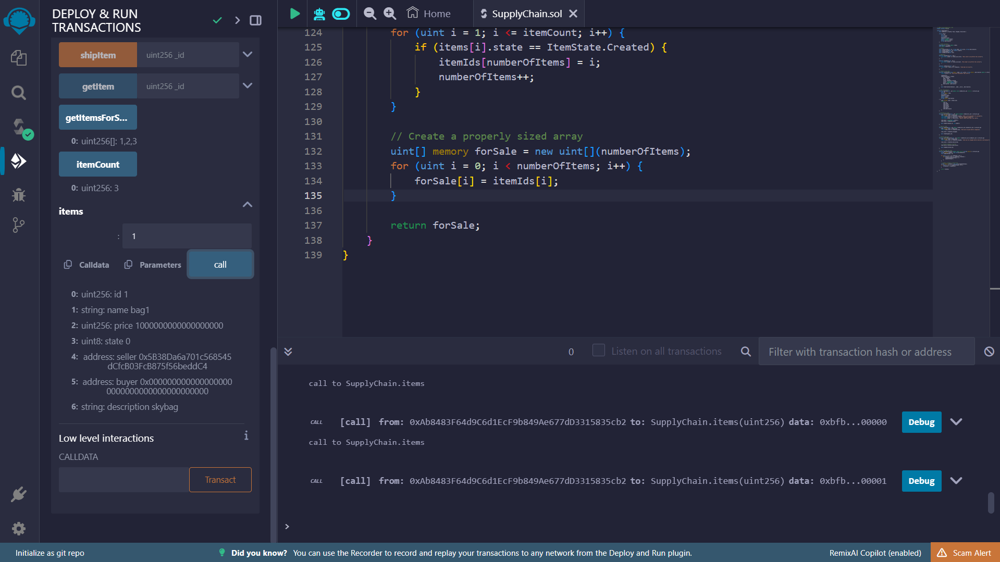 DEPLOY & RUN
TRANSACTIONS
shipItem
uint256 _id
getItem
uint256 _id
getItemsForS...
0: uint256[]: 1,2,3
itemCount
0: uint256: 3
items
: 1
Calldata
Parameters
call
0: uint256: id 1
1: string: name bag1
2: uint256: price 1000000000000000000
3: uint8: state 0
4: address: seller 0x5B38Da6a701c568545
dCfcB03FcB875f56beddC4
5: address: buyer 0x000000000000000000
0000000000000000000000
6: string: description skybag
Low level interactions
i
CALLDATA
Transact
Home
SupplyChain.sol
124 for (uint i = 1; i <= itemCount; i++) {
125 if (items[i].state == ItemState.Created) {
126 itemIds[numberOfItems] = i;
127 numberOfItems++;
128 }
129 }
130
131 // Create a properly sized array
132 uint[] memory forSale = new uint[](numberOfItems);
133 for (uint i = 0; i < numberOfItems; i++) {
134 forSale[i] = itemIds[i];
135 }
136
137 return forSale;
138 }
139 }
0
Listen on all transactions
Filter with transaction hash or address
call to SupplyChain.items
CALL [call] from: 0xAb8483F64d9C6d1EcF9b849Ae677dD3315835cb2 to: SupplyChain.items(uint256) data: 0xbfb...00000
Debug
call to SupplyChain.items
CALL [call] from: 0xAb8483F64d9C6d1EcF9b849Ae677dD3315835cb2 to: SupplyChain.items(uint256) data: 0xbfb...00001
Debug
>
Initialize as git repo
Did you know? You can use the Recorder to record and replay your transactions to any network from the Deploy and Run plugin.
RemixAI Copilot (enabled)
Scam Alert